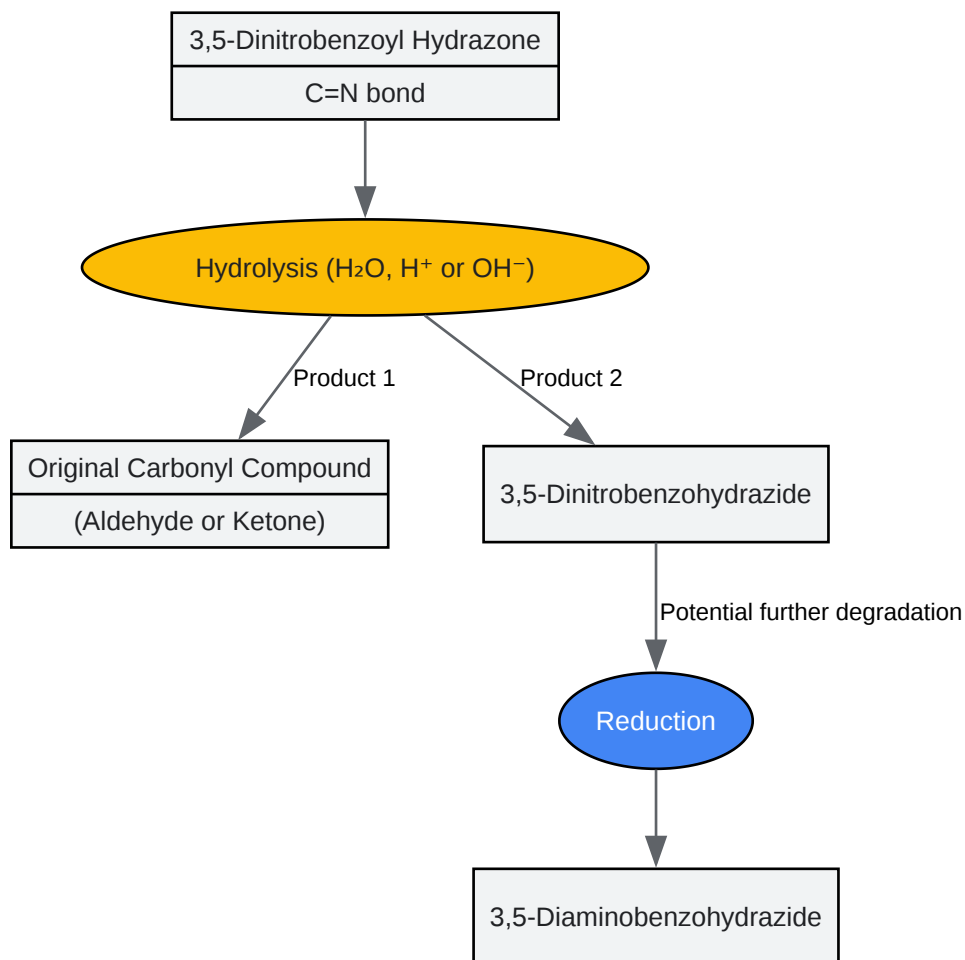 3,5-Dinitrobenzoyl Hydrazone
C=N bond
Hydrolysis (H₂O, H⁺ or OH⁻)
Product 1
Product 2
Original Carbonyl Compound
(Aldehyde or Ketone)
3,5-Dinitrobenzohydrazide
Potential further degradation
Reduction
3,5-Diaminobenzohydrazide